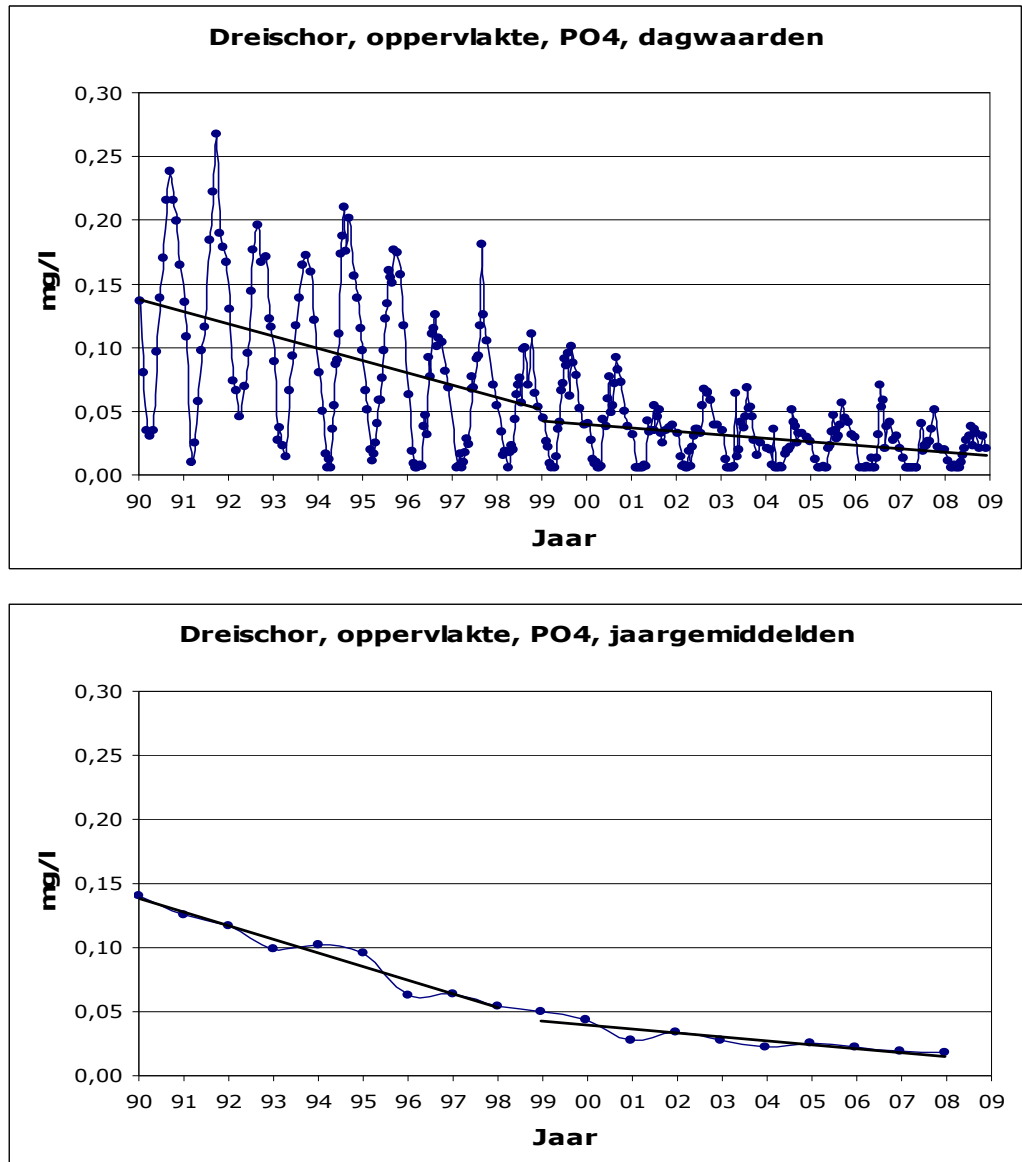 Dreischor, oppervlakte, PO4, dagwaarden
0,30
0,25
0,20
0,15
0,10
0,05
0,00
mg/l
90 91 92 93 94 95 96 97 98 99 00 01 02 03 04 05 06 07 08 09
Jaar
Dreischor, oppervlakte, PO4, jaargemiddelden
0,30
0,25
0,20
0,15
0,10
0,05
0,00
mg/l
90 91 92 93 94 95 96 97 98 99 00 01 02 03 04 05 06 07 08 09
Jaar